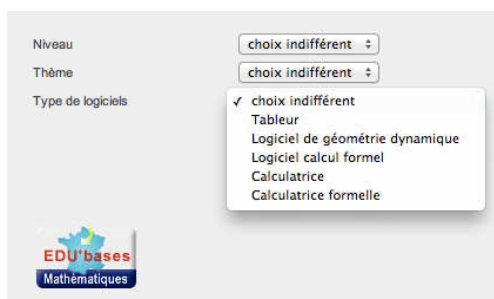 Niveau choix indifférent
Thème choix indifférent
Type de logiciels ✓ choix indifférent
Tableur
Logiciel de géométrie dynamique
Logiciel calcul formel
Calculatrice
Calculatrice formelle
EDU'bases
Mathématiques